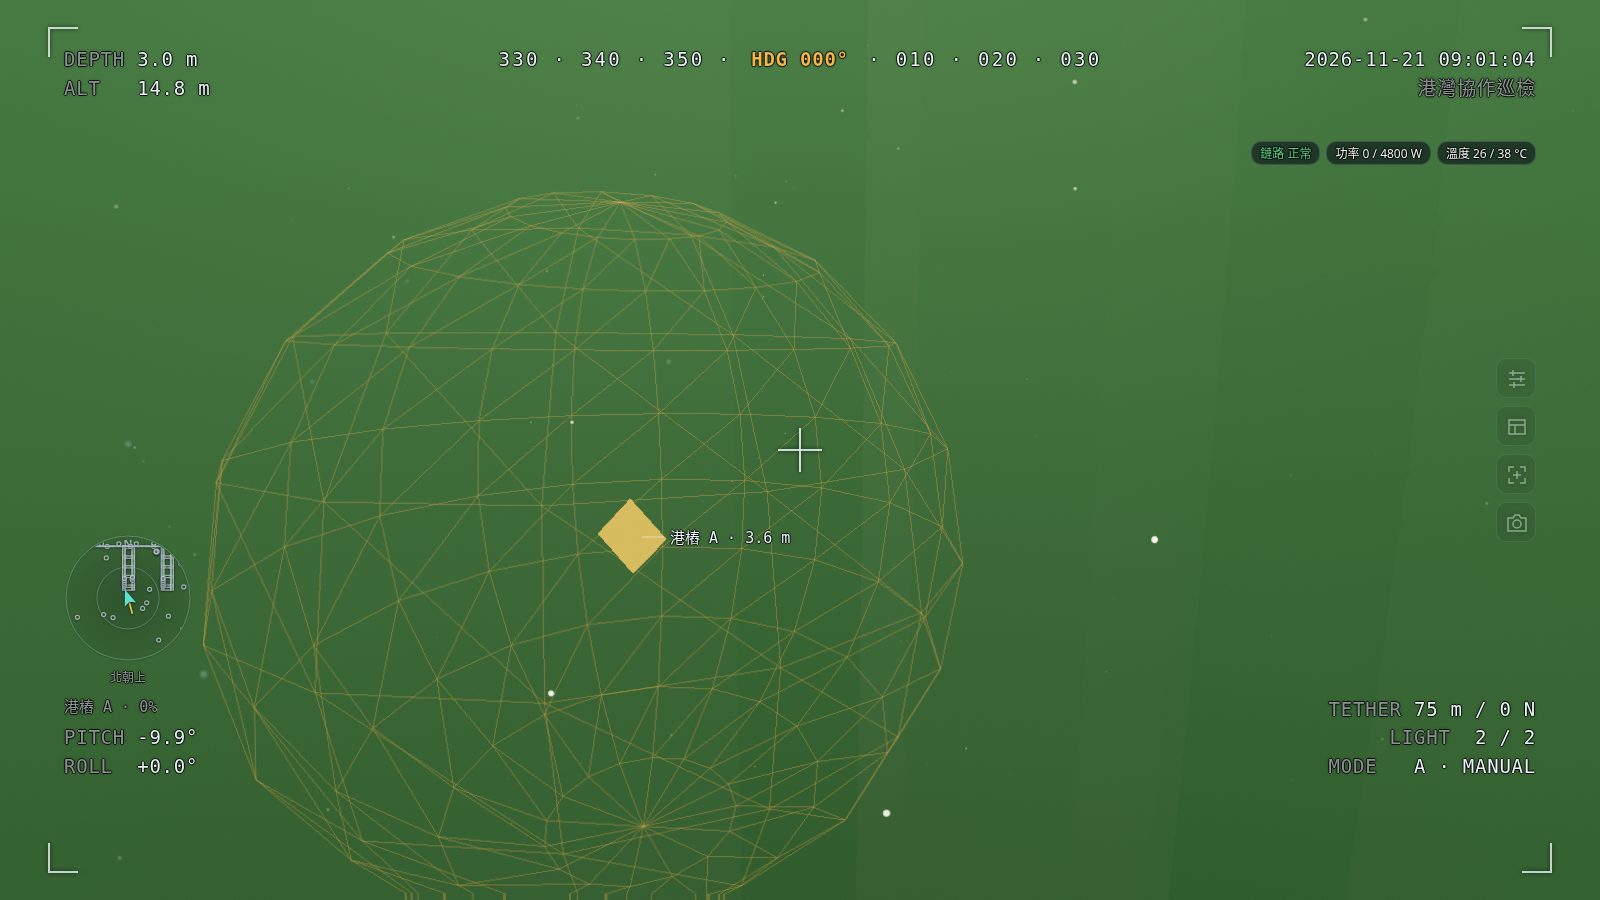 DEPTH 3.0 m
ALT 14.8 m
330 · 340 · 350 · HDG 000° · 010 · 020 · 030
2026-11-21 09:01:04
港灣協作巡檢
鏈路 正常
功率 0 / 4800 W
溫度 26 / 38 °C
港樁 A · 3.6 m
N
北朝上
港樁 A · 0%
PITCH -9.9°
ROLL +0.0°
TETHER 75 m / 0 N
LIGHT 2 / 2
MODE A · MANUAL